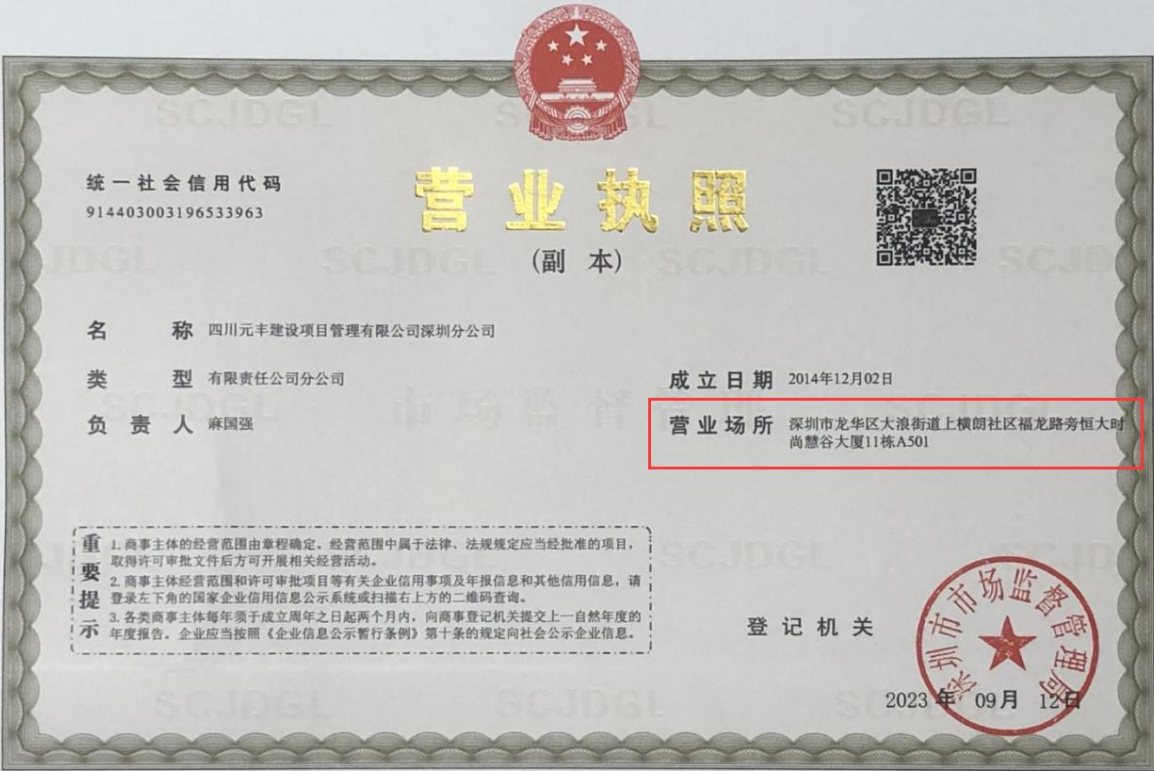 统一社会信用代码
914403003196533963
营业执照
(副 本)
名 称 四川元丰建设项目管理有限公司深圳分公司
类 型 有限责任公司分公司
负 责 人 麻国强
成立日期 2014年12月02日
营业场所 深圳市龙华区大浪街道上横朗社区福龙路旁恒大时
尚慧谷大厦11栋A501
重要提示
1. 商事主体的经营范围由章程确定。经营范围中属于法律、法规规定应当经批准的项目，
取得许可审批文件后方可开展相关经营活动。
2. 商事主体经营范围和许可审批项目等有关企业信用事项及年报信息和其他信用信息，请
登录左下角的国家企业信用信息公示系统或扫描右上方的二维码查询。
3. 各类商事主体每年须于成立周年之日起两个月内，向商事登记机关提交上一自然年度的
年度报告。企业应当按照《企业信息公示暂行条例》第十条的规定向社会公示企业信息。
登 记 机 关
深圳市市场监督管理局
2023 年 09月 12日
SCJDGL
市场监督管理